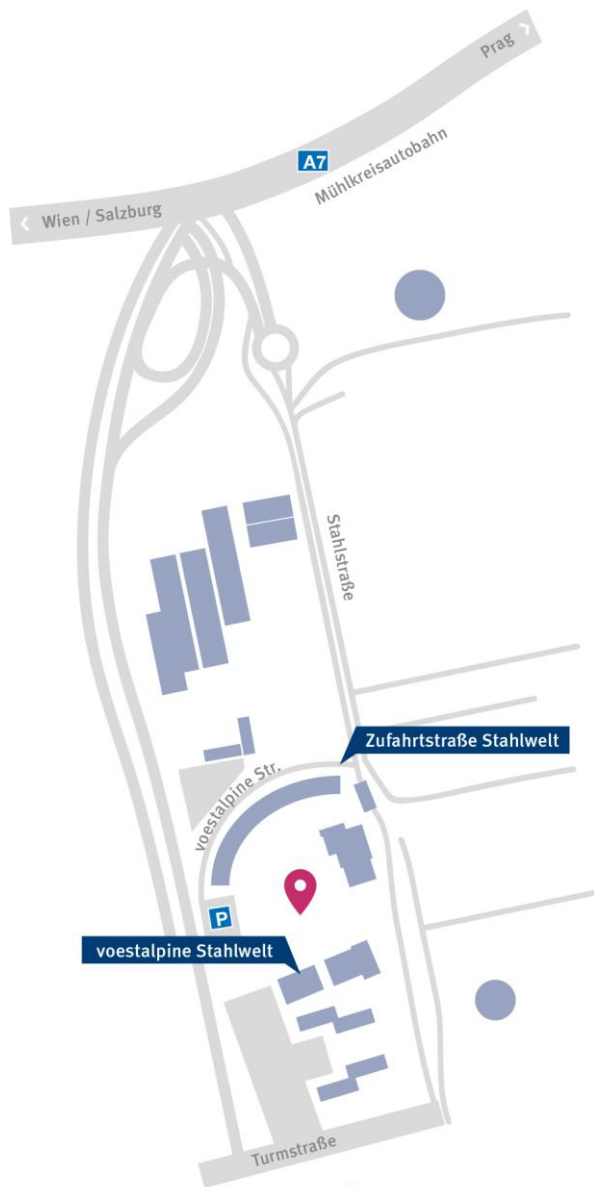 Prag
A7
Mühlkreisautobahn
Wien / Salzburg
Stahlstraße
Zufahrtstraße Stahlwelt
voestalpine Str.
P
voestalpine Stahlwelt
Turmstraße